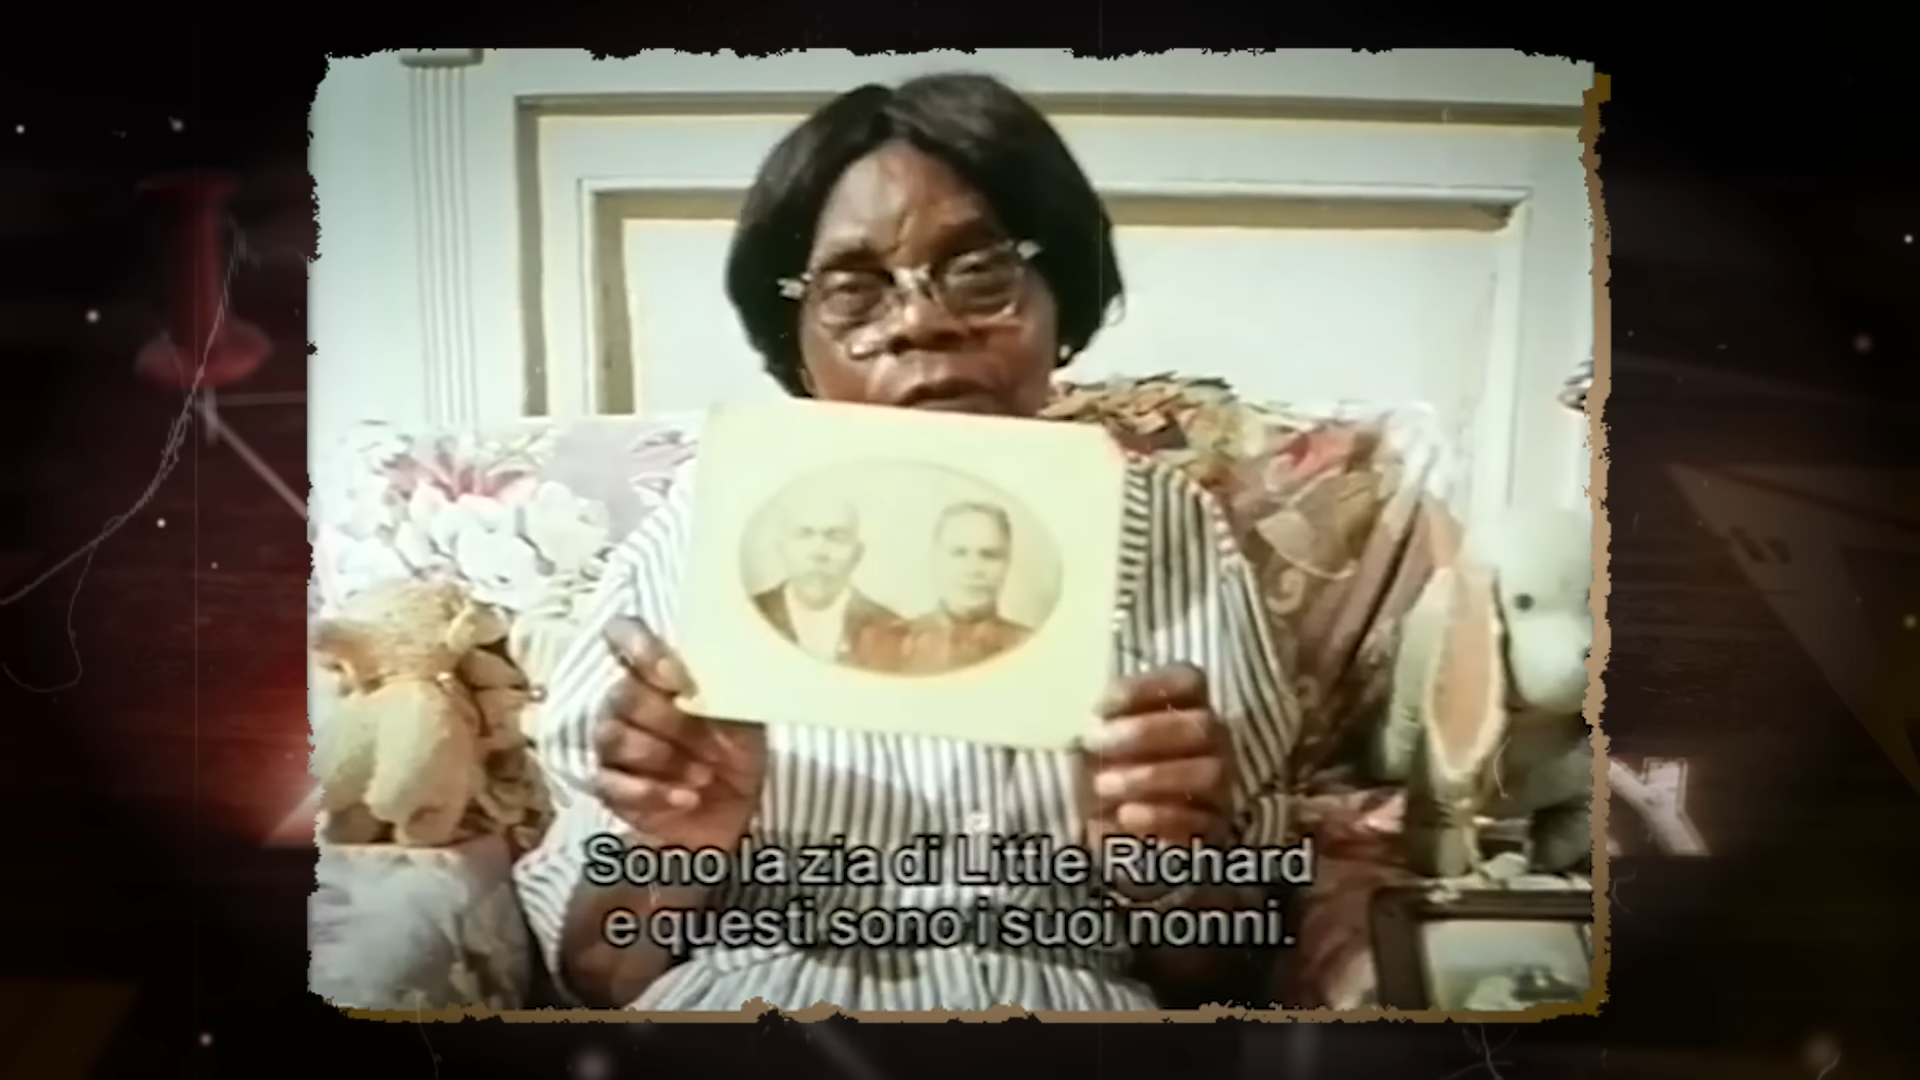 Sono la zia di Little Richard
e questi sono i suoi nonni.